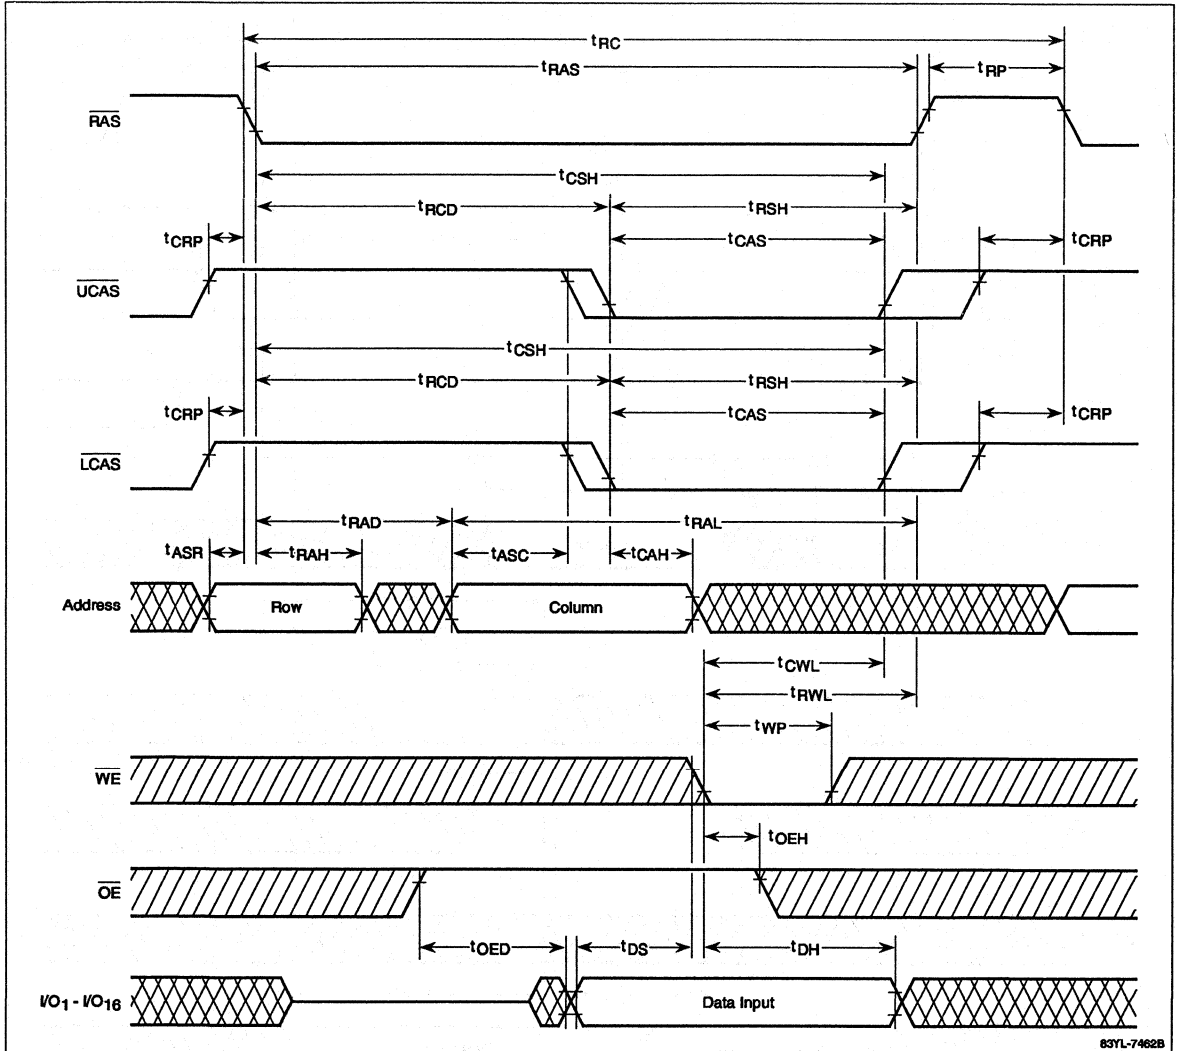 tRC
tRAS
tRP
RAS
tCSH
tRCD
tRSH
tCRP
tCAS
tCRP
UCAS
tCSH
tRCD
tRSH
tCRP
tCAS
tCRP
LCAS
tRAD
tRAL
tASR
tRAH
tASC
tCAH
Address
Row
Column
tCWL
tRWL
tWP
WE
tOEH
OE
tOED
tDS
tDH
I/O1 - I/O16
Data Input
83YL-7462B